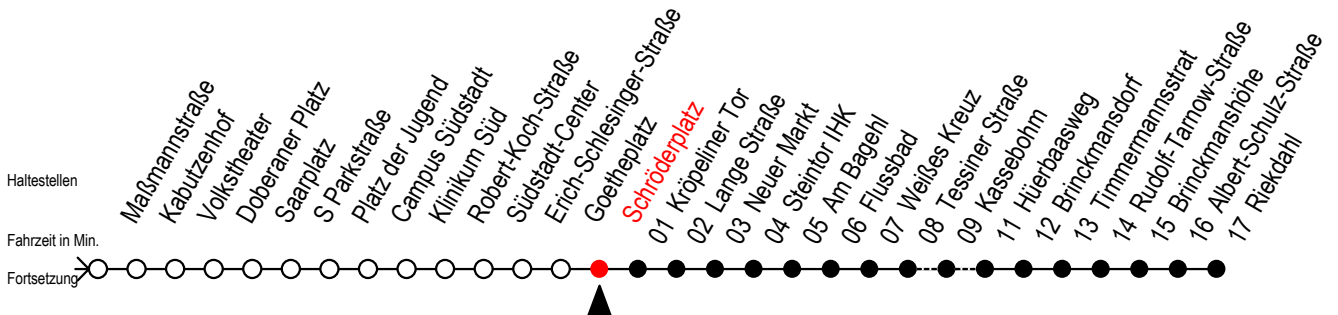 Haltestellen
Fahrzeit in Min.
Fortsetzung
Maßmannstraße
Kabutzenhof
Volkstheater
Doberaner Platz
Saarplatz
S Parkstraße
Platz der Jugend
Campus Südstadt
Klinikum Süd
Robert-Koch-Straße
Südstadt-Center
Erich-Schlesinger-Straße
Goetheplatz
Schröderplatz
01 Kröpeliner Tor
02 Lange Straße
03 Neuer Markt
04 Steintor IHK
05 Am Bagehl
06 Flussbad
07 Weißes Kreuz
08 Tessiner Straße
09 Kassebohm
11 Hüerbaasweg
12 Brinckmansdorf
13 Timmermannsstrat
14 Rudolf-Tarnow-Straße
15 Brinckmanshöhe
16 Albert-Schulz-Straße
17 Riekdahl